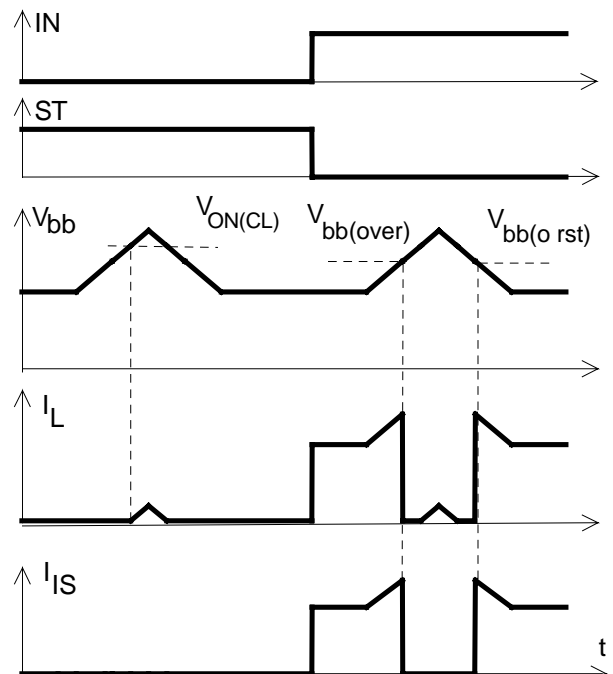 IN
ST
Vbb
VON(CL)
Vbb(over)
Vbb(o rst)
IL
IIS
t